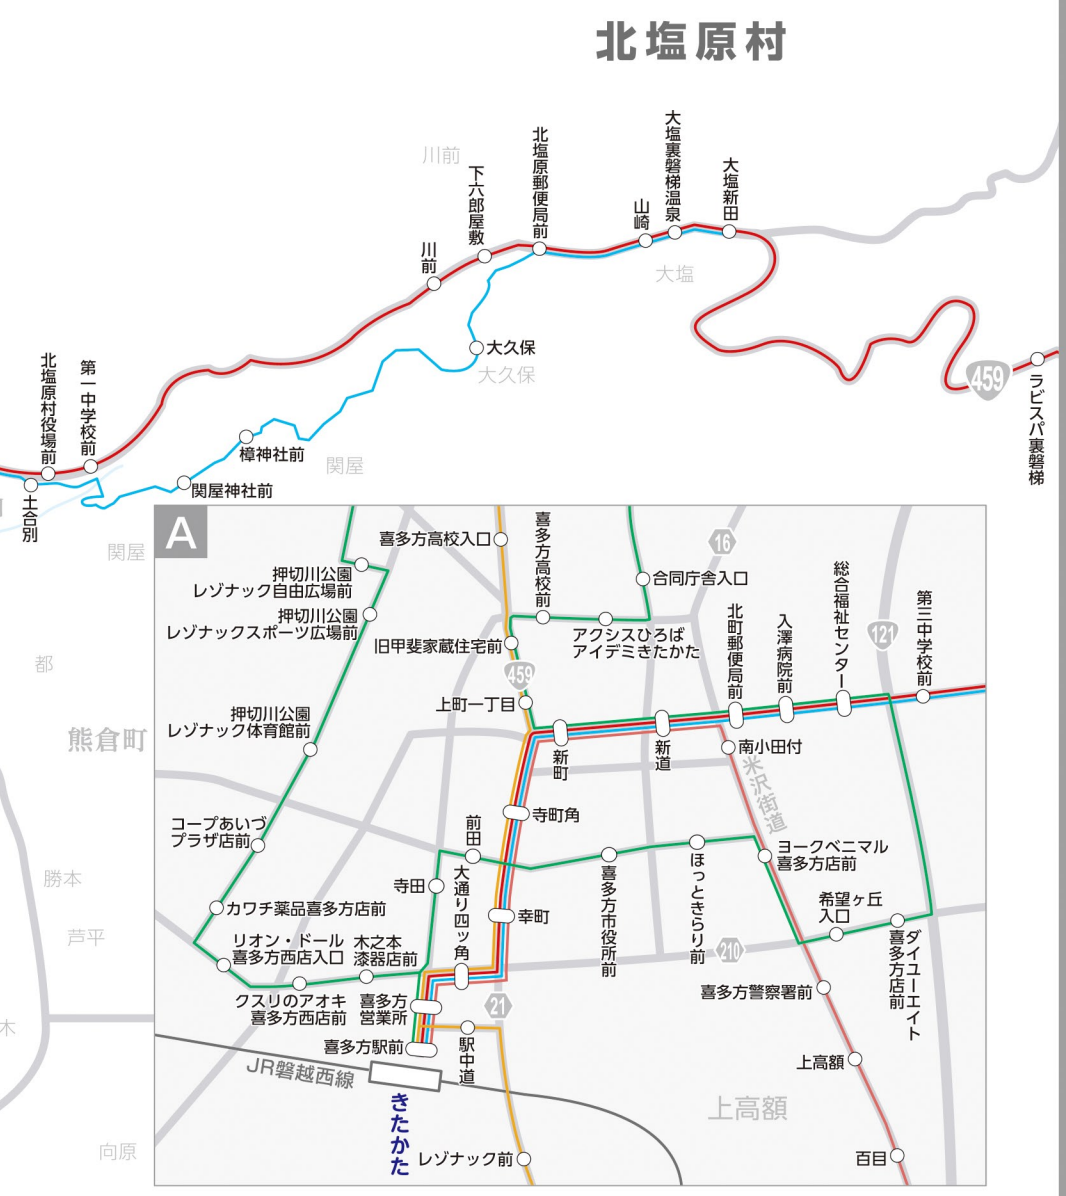 北塩原村
大塩裏磐梯温泉
北塩原郵便局前
川前
大塩新田
下六郎屋敷
山崎
川前
大塩
大久保
大久保
北塩原村役場前
第一中学校前
459
ラビスパ裏磐梯
樟神社前
関屋
関屋神社前
土合別
関屋
A
喜多方高校入口
喜多方高校前
16
合同庁舎入口
押切川公園
レゾナック自由広場前
押切川公園
レゾナックスポーツ広場前
旧甲斐家蔵住宅前
アクシスひろば
アイデミきたかた
北町郵便局前
入澤病院前
総合福祉センター
121
第三中学校前
都
459
上町一丁目
押切川公園
レゾナック体育館前
熊倉町
新町
新道
南小田付
米沢街道
寺町角
コープあいづ
プラザ店前
前田
ヨークベニマル
喜多方店前
勝本
寺田
大通り四ッ角
喜多方市役所前
ほっときらり前
希望ヶ丘
入口
カワチ薬品喜多方店前
幸町
芦平
リオン・ドール
喜多方西店入口
木之本
漆器店前
210
ダイユーエイト
喜多方店前
クスリのアオキ
喜多方西店前
喜多方
営業所
21
喜多方警察署前
木
喜多方駅前
駅中道
上高額
JR磐越西線
きたかた
上高額
向原
レゾナック前
百目